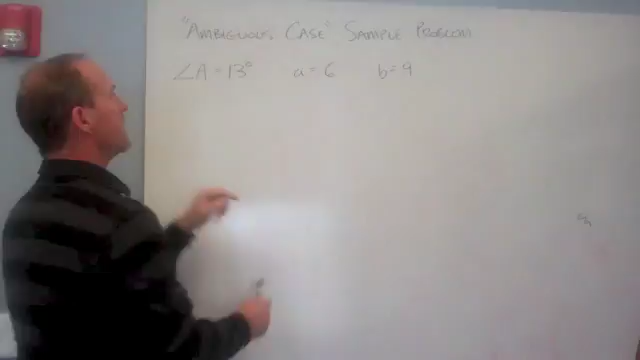 "AMBIGUOUS CASE" SAMPLE PROBLEM
∠A = 13° a = 6 b = 9